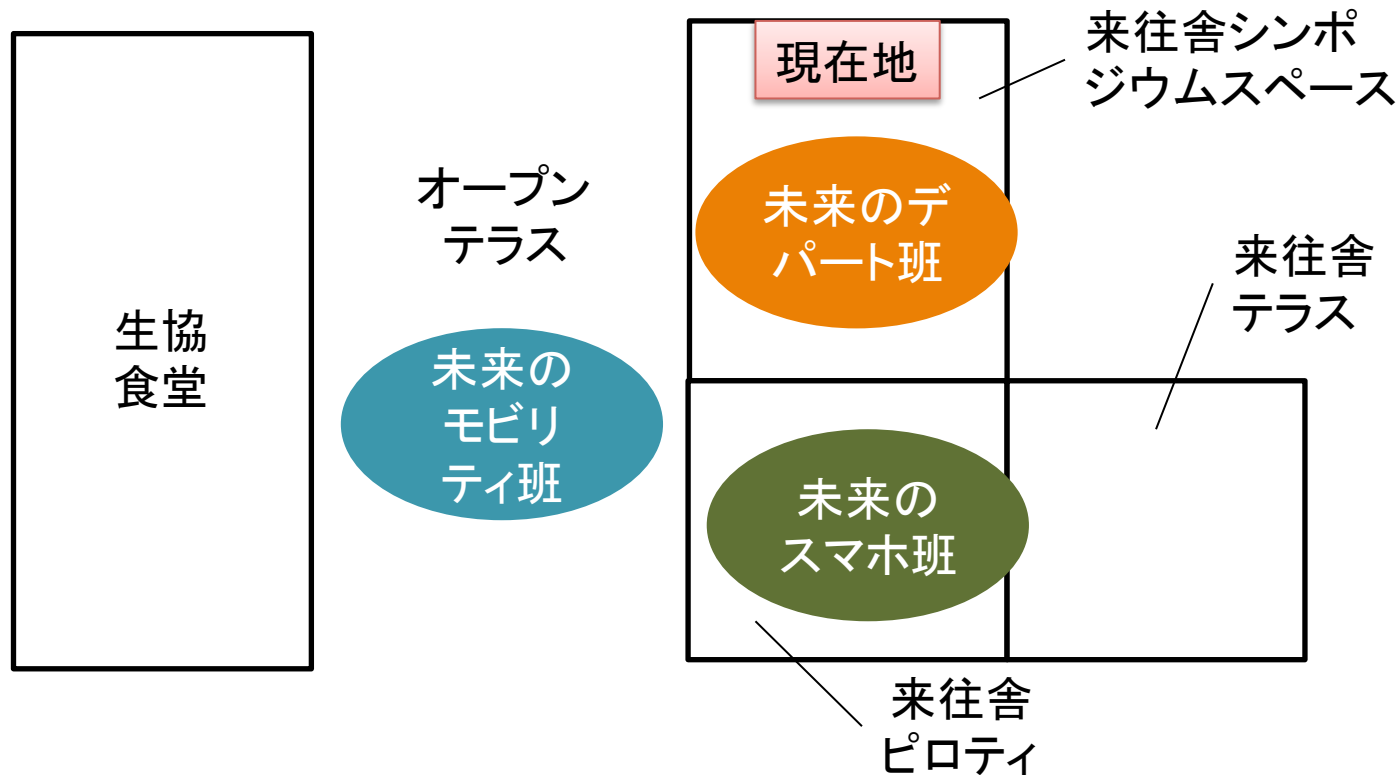 現在地
来往舎シンポ
ジウムスペース
オープン
テラス
未来のデ
パート班
来往舎
テラス
生協
食堂
未来の
モビリ
ティ班
未来の
スマホ班
来往舎
ピロティ